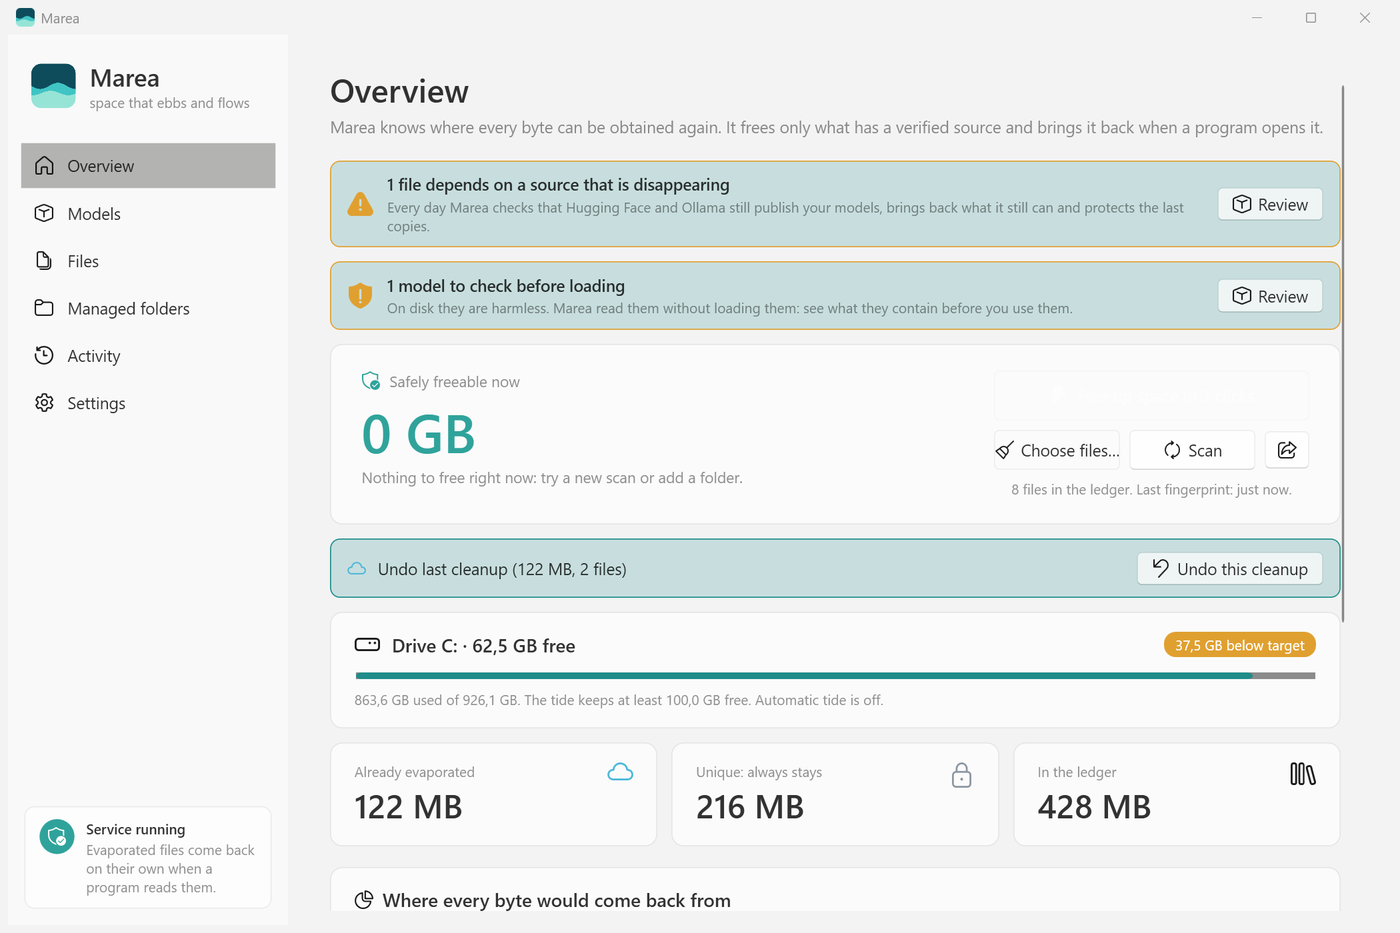 Marea
Marea
space that ebbs and flows
Overview
Models
Files
Managed folders
Activity
Settings
Service running
Evaporated files come back
on their own when a
program reads them.
Overview
Marea knows where every byte can be obtained again. It frees only what has a verified source and brings it back when a program opens it.
1 file depends on a source that is disappearing
Every day Marea checks that Hugging Face and Ollama still publish your models, brings back what it still can and protects the last
copies.
Review
1 model to check before loading
On disk they are harmless. Marea read them without loading them: see what they contain before you use them.
Review
Safely freeable now
0 GB
Nothing to free right now: try a new scan or add a folder.
Choose files...
Scan
8 files in the ledger. Last fingerprint: just now.
Undo last cleanup (122 MB, 2 files)
Undo this cleanup
Drive C: · 62,5 GB free
37,5 GB below target
863,6 GB used of 926,1 GB. The tide keeps at least 100,0 GB free. Automatic tide is off.
Already evaporated
122 MB
Unique: always stays
216 MB
In the ledger
428 MB
Where every byte would come back from